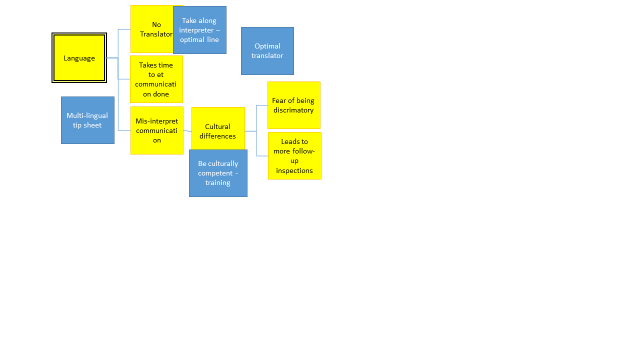 Language
No
Translator
Take along
Interpreter –
optimal line
Optimal
translator
Takes time
to et
communicati
on done
Multi-lingual
tip sheet
Mis-interpret
communicati
on
Cultural
differences
Fear of being
discrimatory
Leads to
more follow-
up
inspections
Be culturally
competent –
training